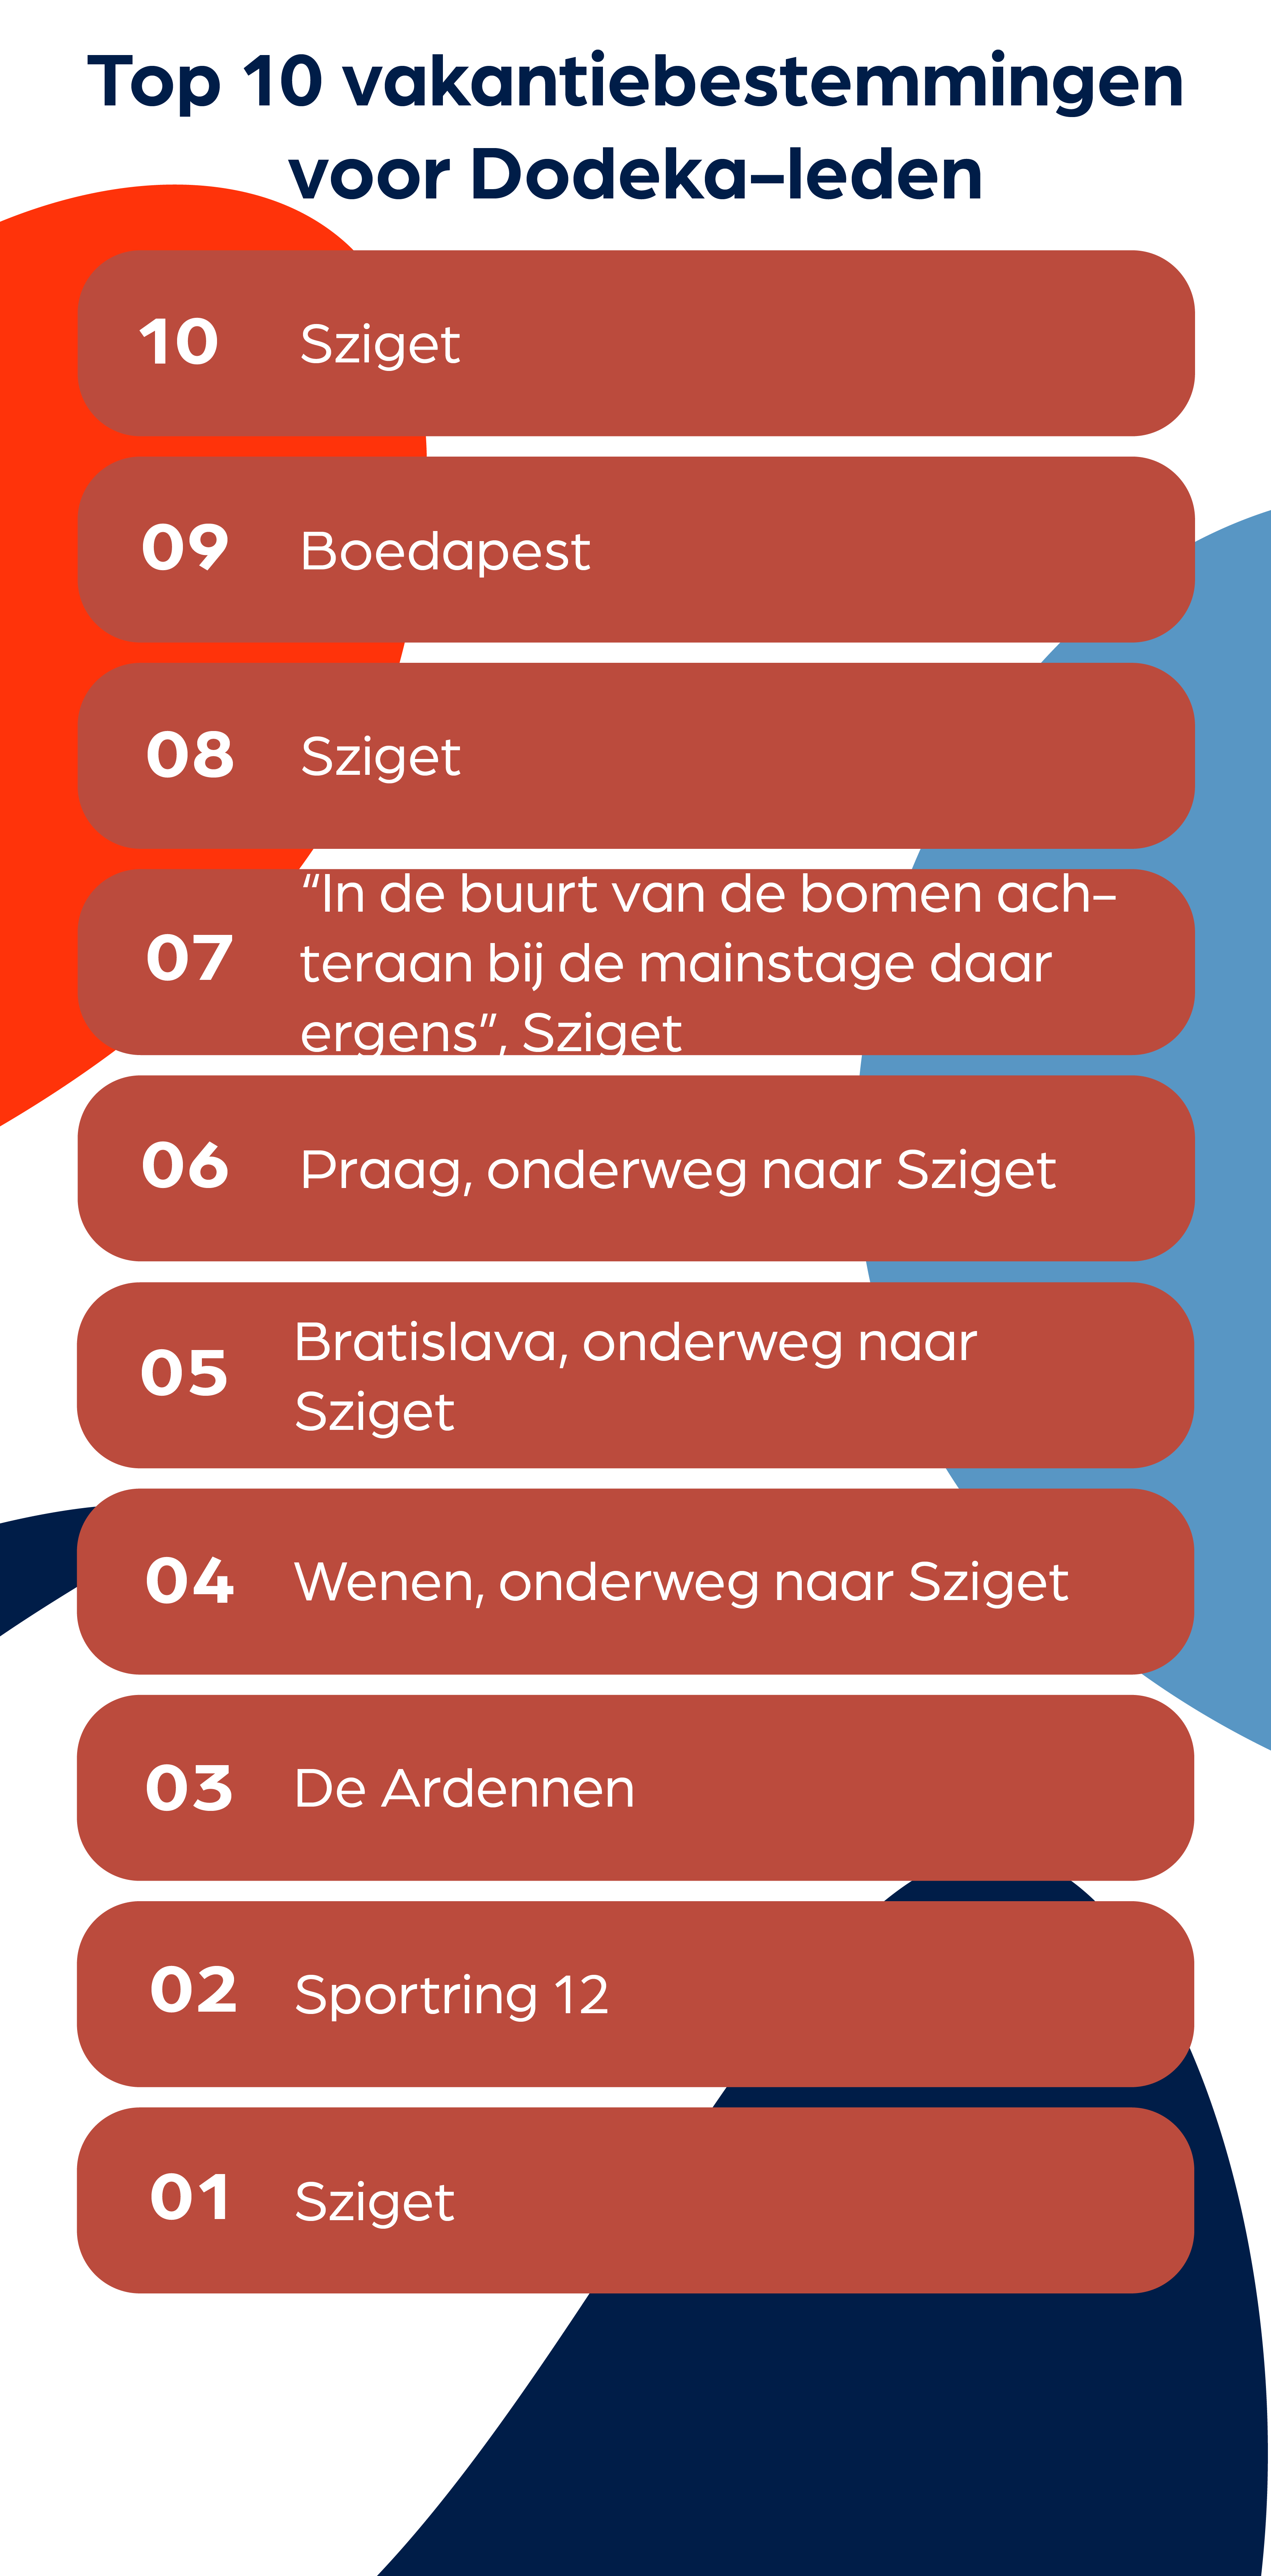 Top 10 vakantiebestemmingen
voor Dodeka-leden
10 Sziget
09 Boedapest
08 Sziget
07 “In de buurt van de bomen ach-
teraan bij de mainstage daar
ergens”, Sziget
06 Praag, onderweg naar Sziget
05 Bratislava, onderweg naar
Sziget
04 Wenen, onderweg naar Sziget
03 De Ardennen
02 Sportring 12
01 Sziget